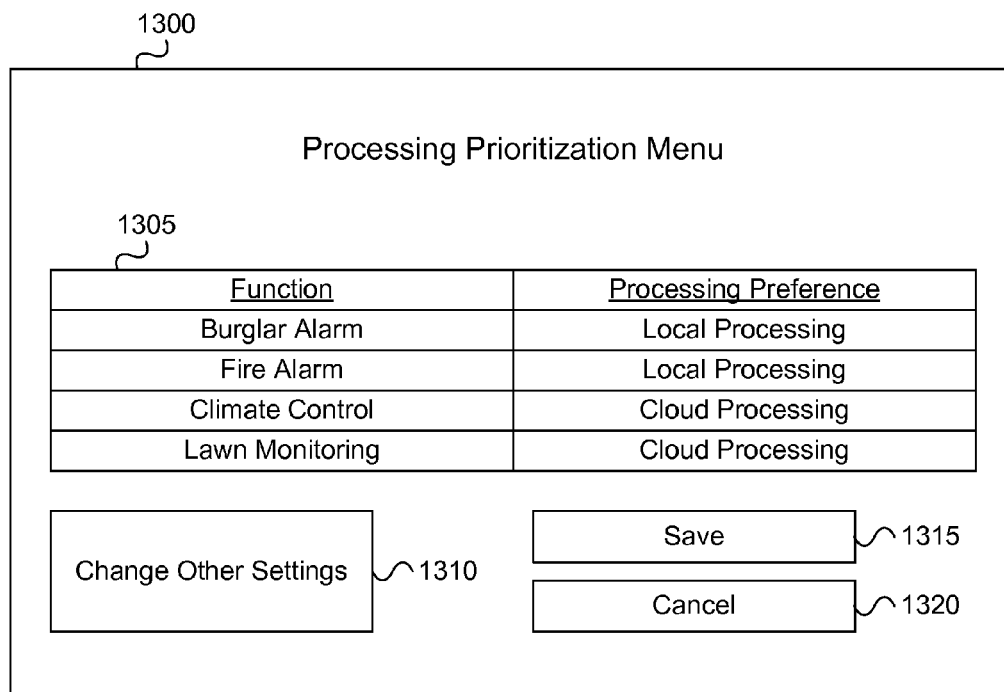 1300
Processing Prioritization Menu
1305
Function Processing Preference
Burglar Alarm Local Processing
Fire Alarm Local Processing
Climate Control Cloud Processing
Lawn Monitoring Cloud Processing
Change Other Settings 1310
Save 1315
Cancel 1320